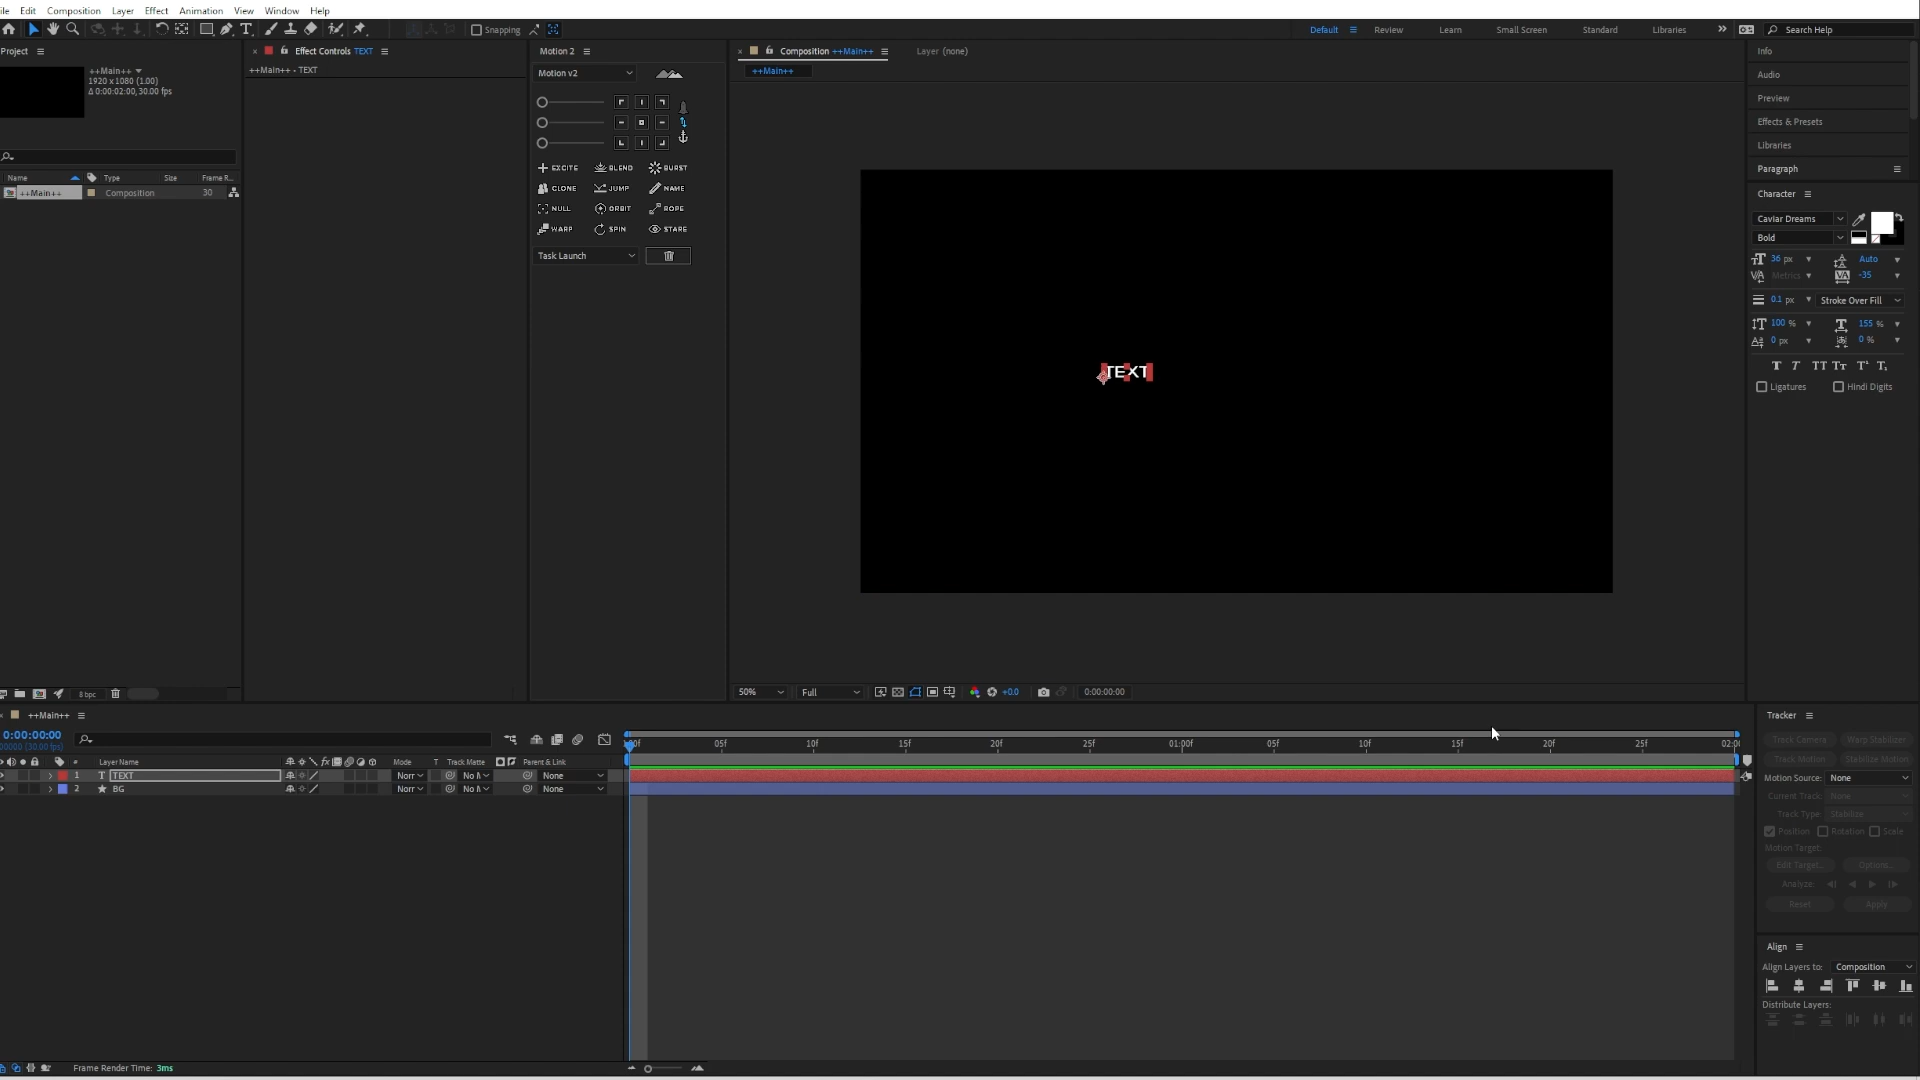 ile Edit Composition Layer Effect Animation View Window Help
Snapping
Default Review Learn Small Screen Standard Libraries Search Help
Project
++Main++
1920 x 1080 (1.00)
Δ 0:00:02:00, 30.00 fps
Name Type Size Frame R...
++Main++ Composition 30
8 bpc
Effect Controls TEXT
++Main++ - TEXT
Motion 2
Motion v2
EXCITE BLEND BURST
CLONE JUMP NAME
NULL ORBIT ROPE
WARP SPIN STARE
Task Launch
Composition ++Main++ Layer (none)
++Main++
TEXT
50% Full +0.0 0:00:00:00
Info
Audio
Preview
Effects & Presets
Libraries
Paragraph
Character
Caviar Dreams
Bold
36 px Auto
Metrics -35
0.1 px Stroke Over Fill
100 % 155 %
0 px 0 %
Ligatures Hindi Digits
++Main++
0:00:00:00
00000 (30.00 fps)
# Layer Name Mode T Track Matte Parent & Link
1 TEXT Norr No M None
2 BG Norr No M None
:00f 05f 10f 15f 20f 25f 01:00f 05f 10f 15f 20f 25f 02:0
Frame Render Time: 3ms
Tracker
Track Camera Warp Stabilizer
Track Motion Stabilize Motion
Motion Source: None
Current Track: None
Track Type: Stabilize
Position Rotation Scale
Motion Target:
Edit Target... Options...
Analyze:
Reset Apply
Align
Align Layers to: Composition
Distribute Layers: